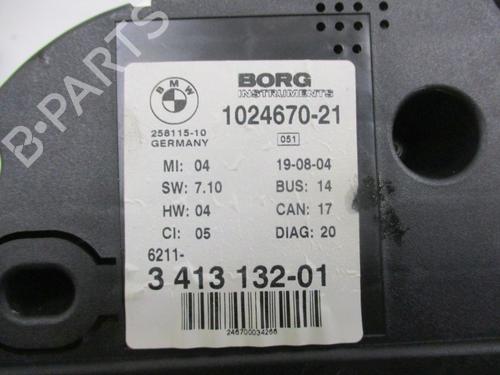 BMW
BORG
INSTRUMENTS
258115-10
GERMANY
1024670-21
051
MI: 04
19-08-04
SW: 7.10
BUS: 14
HW: 04
CAN: 17
CI: 05
DIAG: 20
6211-
3 413 132-01
246700034266
B-PARTS